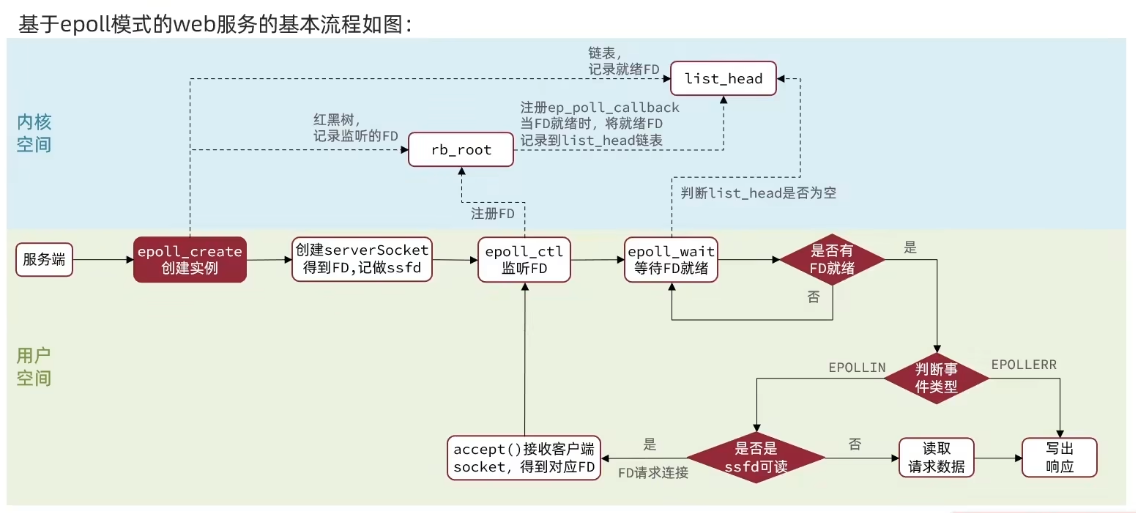 基于epoll模式的web服务的基本流程如图：
链表，
记录就绪FD
list_head
内核
空间
红黑树，
记录监听的FD
rb_root
注册ep_poll_callback
当FD就绪时，将就绪FD
记录到list_head链表
注册FD
判断list_head是否为空
服务端
epoll_create
创建实例
创建serverSocket
得到FD,记做ssfd
epoll_ctl
监听FD
epoll_wait
等待FD就绪
是否有
FD就绪
是
否
用户
空间
EPOLLIN
判断事
件类型
EPOLLERR
accept()接收客户端
socket，得到对应FD
是
FD请求连接
是否是
ssfd可读
否
读取
请求数据
写出
响应